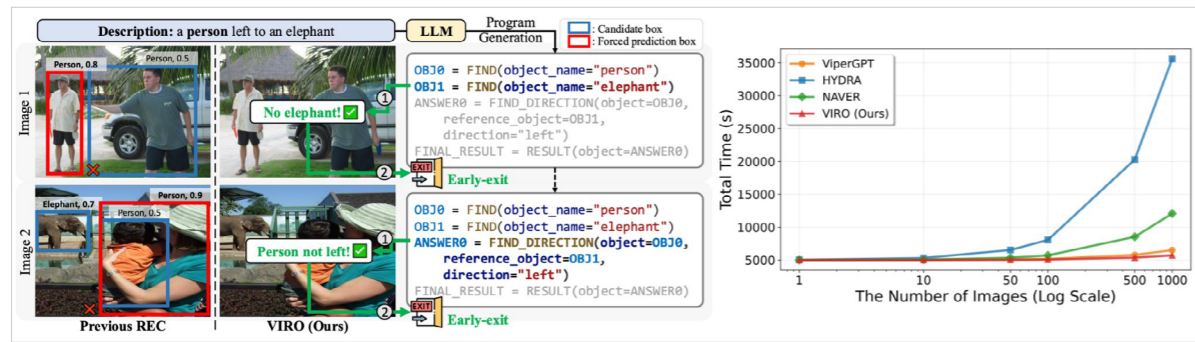 Description: a person left to an elephant
LLM
Program
Generation
: Candidate box
: Forced prediction box
Image 1
Person, 0.8
Person, 0.5
No elephant! ✅
1
2
OBJ0 = FIND(object_name="person")
OBJ1 = FIND(object_name="elephant")
ANSWER0 = FIND_DIRECTION(object=OBJ0,
reference_object=OBJ1,
direction="left")
FINAL_RESULT = RESULT(object=ANSWER0)
EXIT
Early-exit
Image 2
Elephant, 0.7
Person, 0.9
Person, 0.5
Person not left! ✅
1
2
OBJ0 = FIND(object_name="person")
OBJ1 = FIND(object_name="elephant")
ANSWER0 = FIND_DIRECTION(object=OBJ0,
reference_object=OBJ1,
direction="left")
FINAL_RESULT = RESULT(object=ANSWER0)
EXIT
Early-exit
Previous REC
VIRO (Ours)
ViperGPT
HYDRA
NAVER
VIRO (Ours)
Total Time (s)
35000
30000
25000
20000
15000
10000
5000
1
10
50
100
500
1000
The Number of Images (Log Scale)